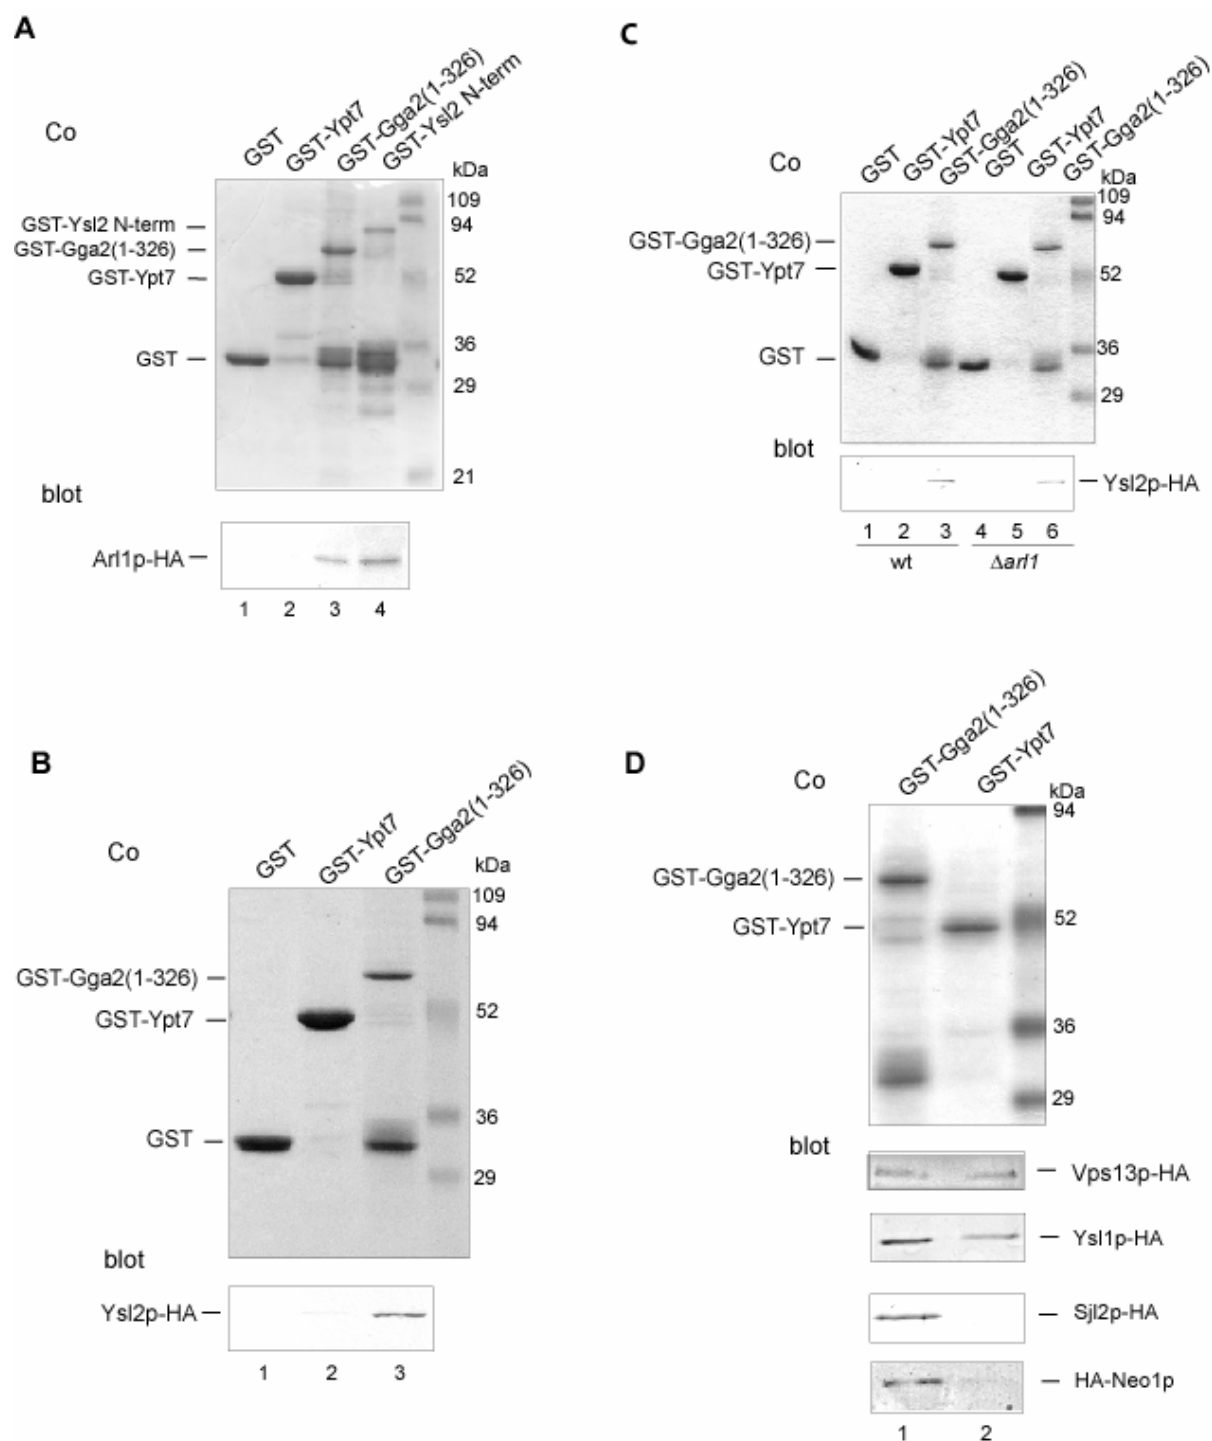 A
Co
GST
GST-Ypt7
GST-Gga2(1-326)
GST-Ysl2 N-term
kDa
109
94
52
36
29
21
GST-Ysl2 N-term
GST-Gga2(1-326)
GST-Ypt7
GST
blot
Arl1p-HA
1 2 3 4
C
Co
GST
GST-Ypt7
GST-Gga2(1-326)
GST
GST-Ypt7
GST-Gga2(1-326)
kDa
109
94
52
36
29
GST-Gga2(1-326)
GST-Ypt7
GST
blot
Ysl2p-HA
1 2 3 4 5 6
wt Δarl1
B
Co
GST
GST-Ypt7
GST-Gga2(1-326)
kDa
109
94
52
36
29
GST-Gga2(1-326)
GST-Ypt7
GST
blot
Ysl2p-HA
1 2 3
D
Co
GST-Gga2(1-326)
GST-Ypt7
kDa
94
52
36
29
GST-Gga2(1-326)
GST-Ypt7
blot
Vps13p-HA
Ysl1p-HA
Sjl2p-HA
HA-Neo1p
1 2